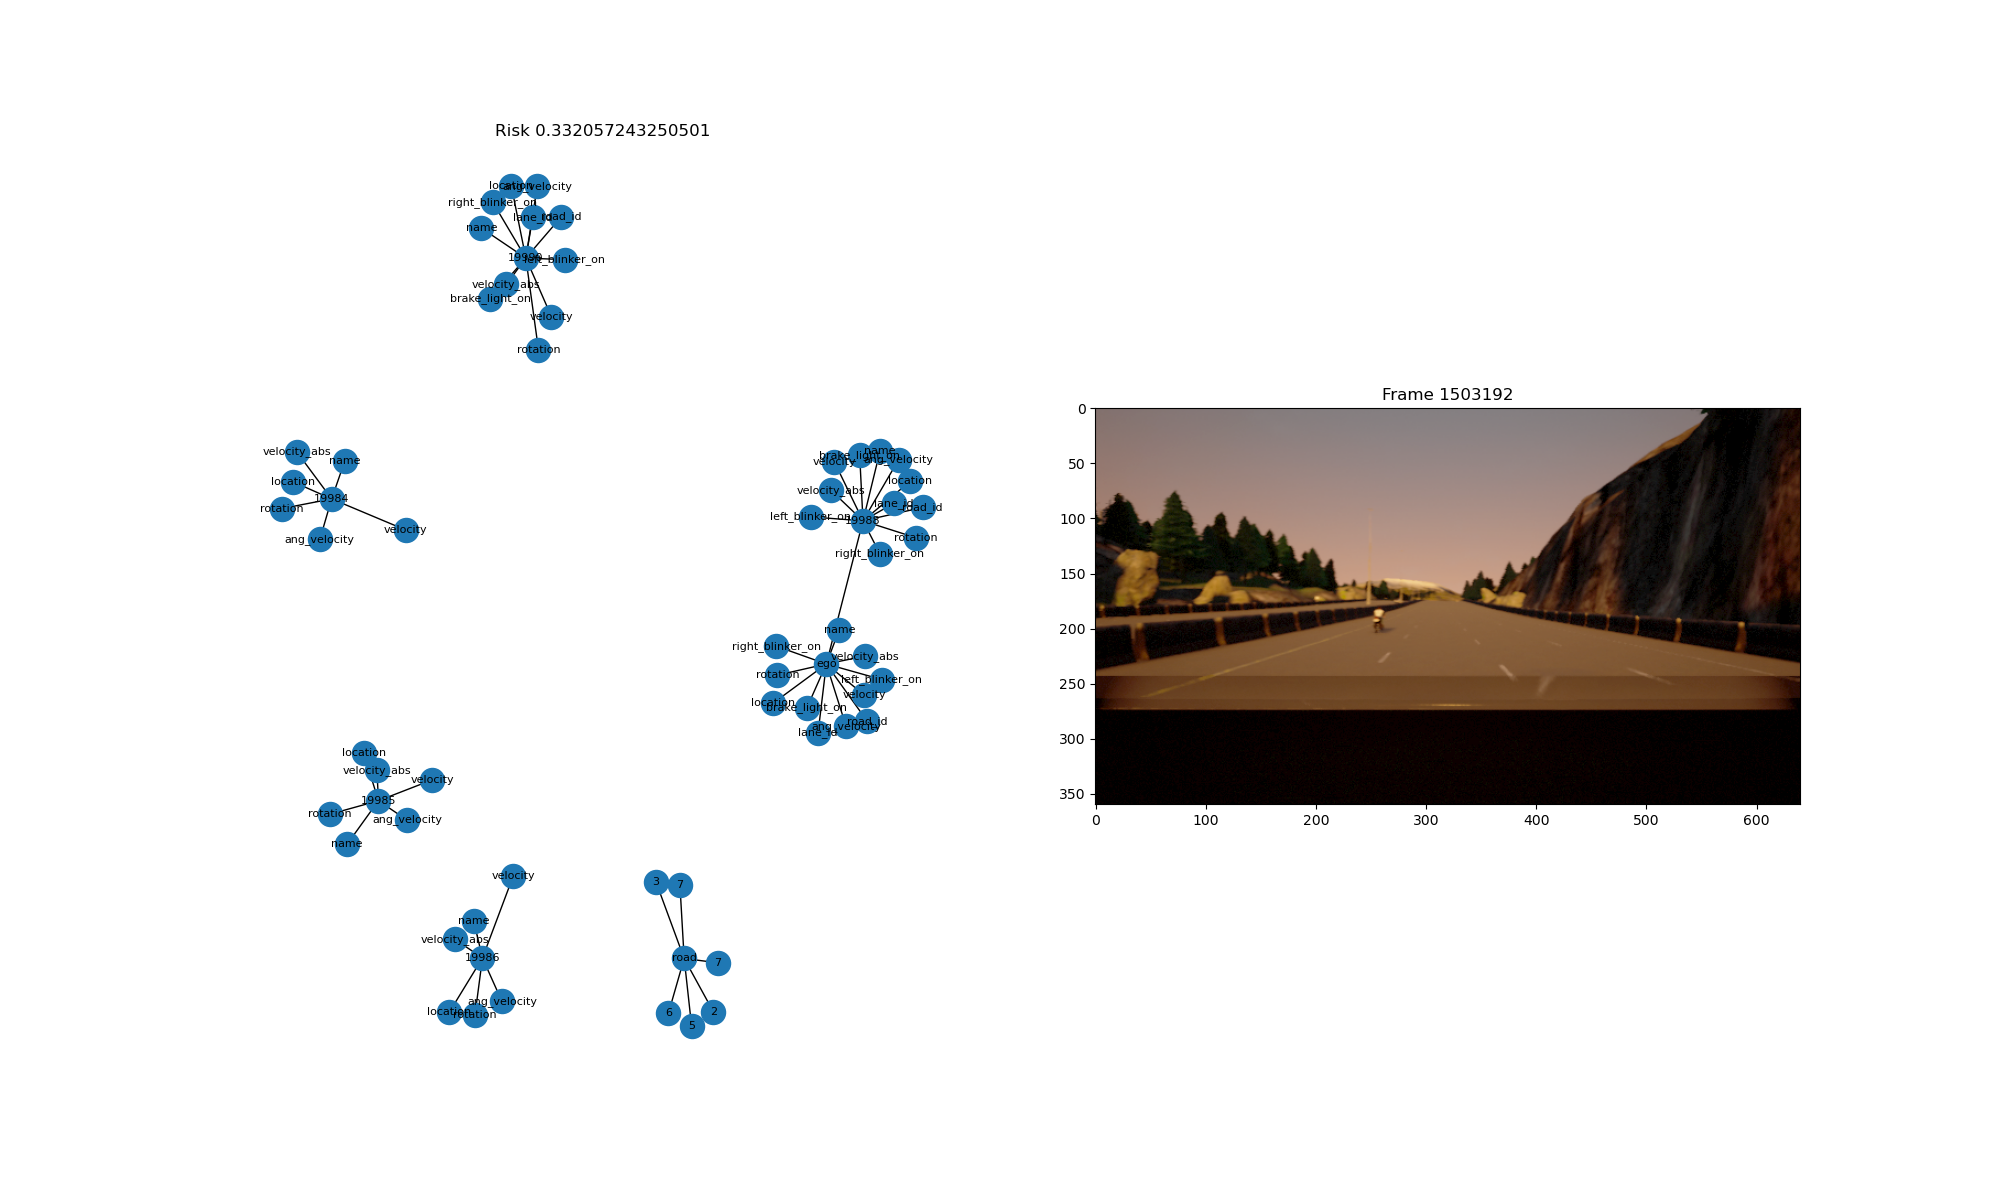 Risk 0.332057243250501
location
ang_velocity
right_blinker_on
lane_id
road_id
name
left_blinker_on
velocity_abs
brake_light_on
velocity
rotation
velocity_abs
name
location
19984
rotation
velocity
ang_velocity
name
brake_light_on
velocity
ang_velocity
location
velocity_abs
lane_id
road_id
left_blinker_on
19988
rotation
right_blinker_on
name
right_blinker_on
velocity_abs
ego
rotation
left_blinker_on
velocity
location
brake_light_on
road_id
ang_velocity
lane_id
location
velocity_abs
velocity
19985
rotation
ang_velocity
name
velocity
name
velocity_abs
19986
ang_velocity
location
rotation
3
7
road
7
6
2
5
Frame 1503192
0
50
100
150
200
250
300
350
0
100
200
300
400
500
600